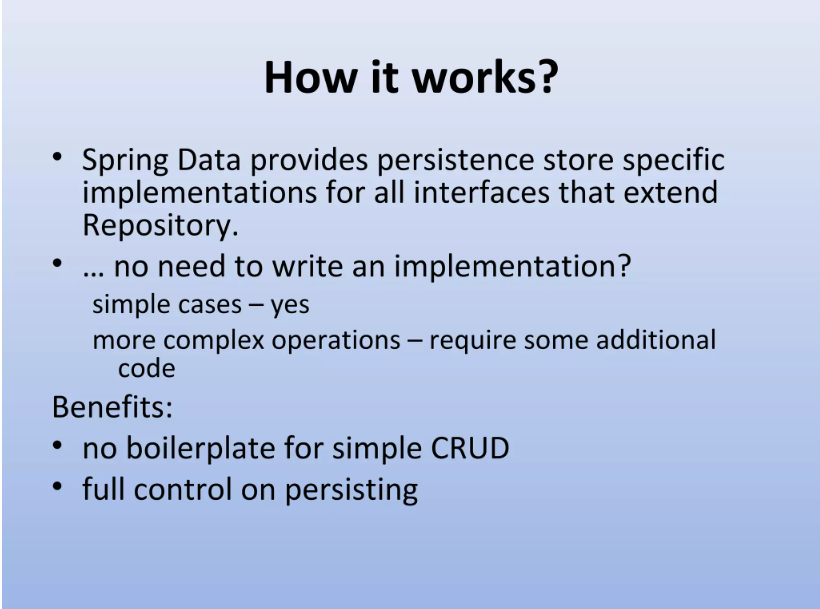 How it works?
• Spring Data provides persistence store specific
implementations for all interfaces that extend
Repository.
• … no need to write an implementation?
simple cases – yes
more complex operations – require some additional
code
Benefits:
• no boilerplate for simple CRUD
• full control on persisting